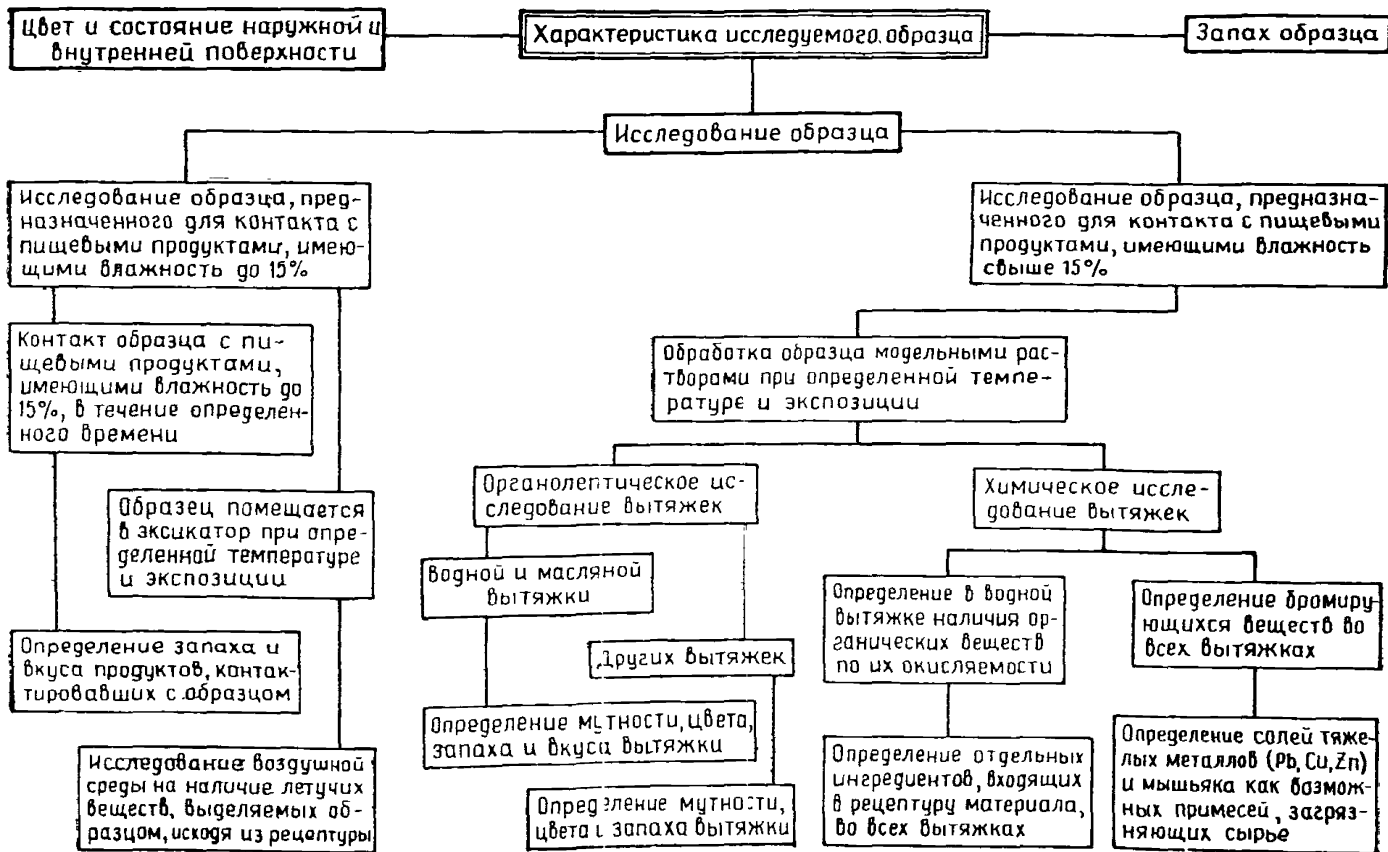 Цвет и состояние наружной и
внутренней поверхности
Характеристика исследуемого образца
Запах образца
Исследование образца
Исследование образца, пред-
назначенного для контакта с
пищевыми продуктами, имею-
щими влажность до 15%
Исследование образца, предназна-
ченного для контакта с пищевыми
продуктами, имеющими влажность
свыше 15%
Контакт образца с пи-
щевыми продуктами,
имеющими влажность до
15%, в течение определен-
ного времени
Обработка образца модельными рас-
творами при определенной темпе-
ратуре и экспозиции
Образец помещается
в эксикатор при опре-
деленной температуре
и экспозиции
Органолептическое ис-
следование вытяжек
Химическое иссле-
дование вытяжек
Водной и масляной
вытяжки
Других вытяжек
Определение в водной
вытяжке наличия ор-
ганических веществ
по их окисляемости
Определение бромиру-
ющихся веществ во
всех вытяжках
Определение запаха и
вкуса продуктов, контак-
тировавших с образцом
Определение мутности, цвета,
запаха и вкуса вытяжки
Исследование воздушной
среды на наличие летучих
веществ, выделяемых об-
разцом, исходя из рецептуры
Определение мутности,
цвета и запаха вытяжки
Определение отдельных
ингредиентов, входящих
в рецептуру материала,
во всех вытяжках
Определение солей тяже-
лых металлов (Pb, Cu, Zn)
и мышьяка как возмож-
ных примесей, загряз-
няющих сырье